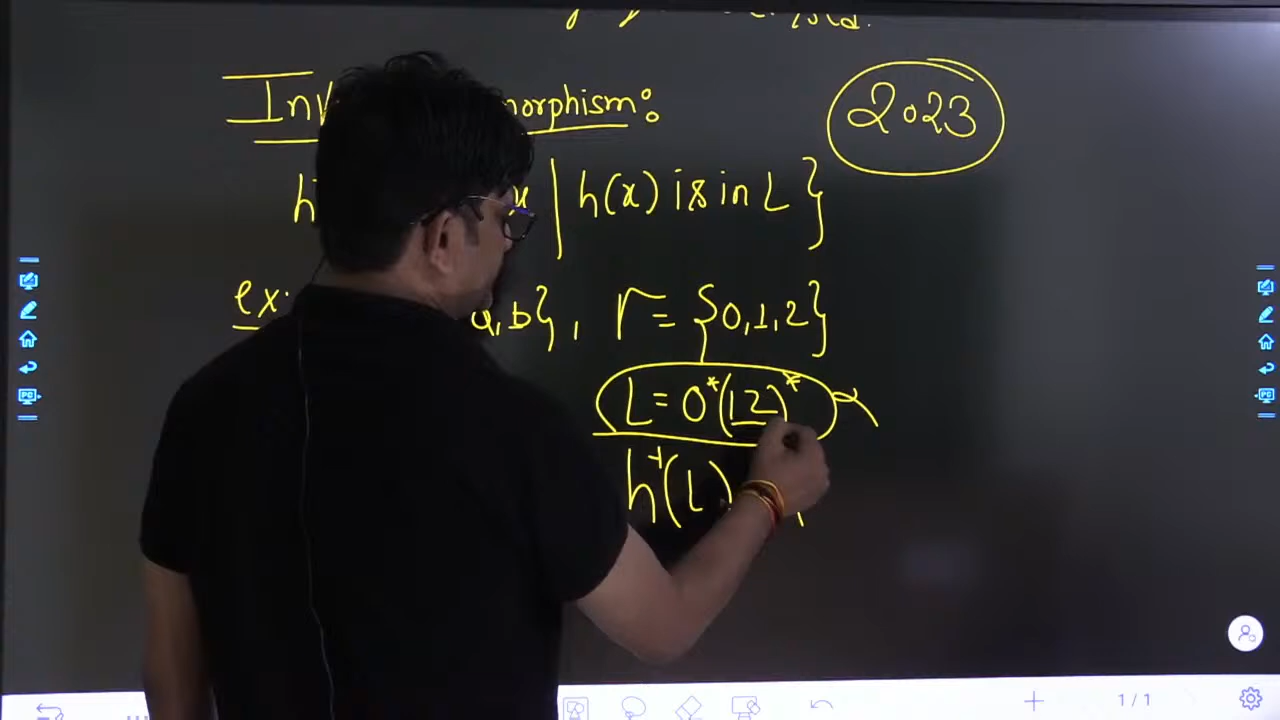 Inv morphism:
2023
h x | h(x) is in L }
ex: a,b}, Γ = {0,1,2}
L = 0*(12)*
h⁻¹(L)
1/1